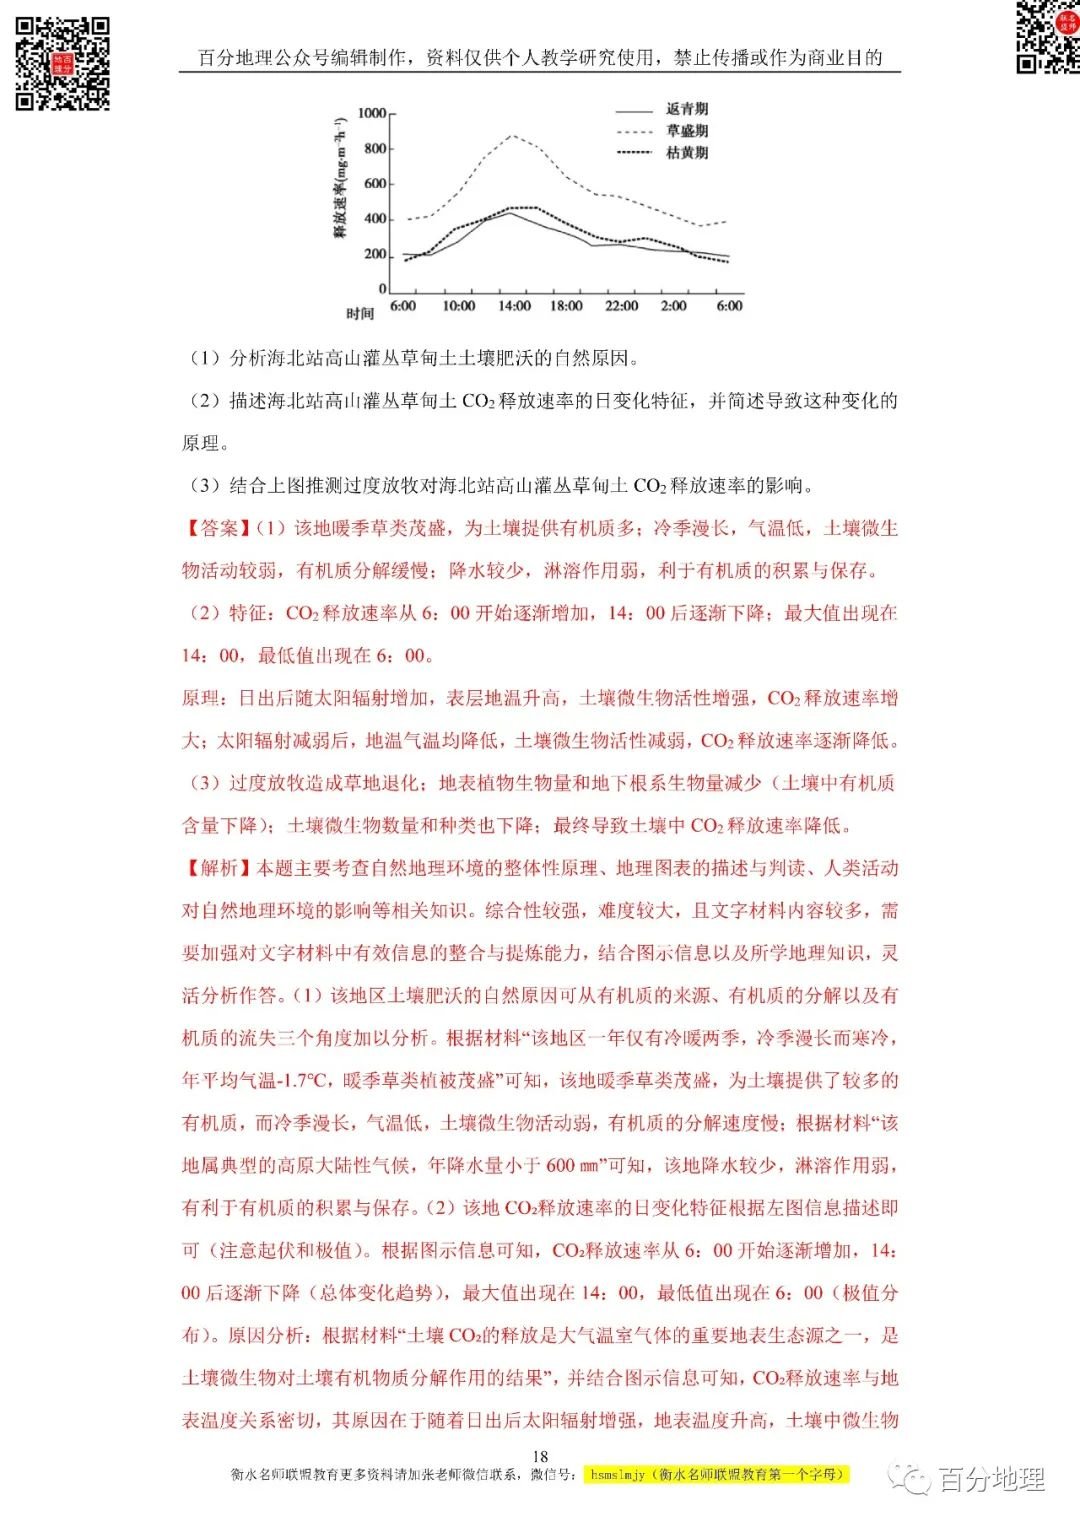 百分地理公众号编辑制作，资料仅供个人教学研究使用，禁止传播或作为商业目的
释放速率(mg·m⁻²h⁻¹)
1000
800
600
400
200
0
返青期
草盛期
枯黄期
时间 6:00 10:00 14:00 18:00 22:00 2:00 6:00
（1）分析海北站高山灌丛草甸土土壤肥沃的自然原因。
（2）描述海北站高山灌丛草甸土 CO₂释放速率的日变化特征，并简述导致这种变化的
原理。
（3）结合上图推测过度放牧对海北站高山灌丛草甸土 CO₂释放速率的影响。
【答案】（1）该地暖季草类茂盛，为土壤提供有机质多；冷季漫长，气温低，土壤微生
物活动较弱，有机质分解缓慢；降水较少，淋溶作用弱，利于有机质的积累与保存。
（2）特征：CO₂释放速率从 6：00 开始逐渐增加，14：00 后逐渐下降；最大值出现在
14：00，最低值出现在 6：00。
原理：日出后随太阳辐射增加，表层地温升高，土壤微生物活性增强，CO₂释放速率增
大；太阳辐射减弱后，地温气温均降低，土壤微生物活性减弱，CO₂释放速率逐渐降低。
（3）过度放牧造成草地退化；地表植物生物量和地下根系生物量减少（土壤中有机质
含量下降）；土壤微生物数量和种类也下降；最终导致土壤中 CO₂释放速率降低。
【解析】本题主要考查自然地理环境的整体性原理、地理图表的描述与判读、人类活动
对自然地理环境的影响等相关知识。综合性较强，难度较大，且文字材料内容较多，需
要加强对文字材料中有效信息的整合与提炼能力，结合图示信息以及所学地理知识，灵
活分析作答。（1）该地区土壤肥沃的自然原因可从有机质的来源、有机质的分解以及有
机质的流失三个角度加以分析。根据材料“该地区一年仅有冷暖两季，冷季漫长而寒冷，
年平均气温-1.7℃，暖季草类植被茂盛”可知，该地暖季草类茂盛，为土壤提供了较多的
有机质，而冷季漫长，气温低，土壤微生物活动弱，有机质的分解速度慢；根据材料“该
地属典型的高原大陆性气候，年降水量小于 600 ㎜”可知，该地降水较少，淋溶作用弱，
有利于有机质的积累与保存。（2）该地 CO₂释放速率的日变化特征根据左图信息描述即
可（注意起伏和极值）。根据图示信息可知，CO₂释放速率从 6：00 开始逐渐增加，14：
00 后逐渐下降（总体变化趋势），最大值出现在 14：00，最低值出现在 6：00（极值分
布）。原因分析：根据材料“土壤 CO₂的释放是大气温室气体的重要地表生态源之一，是
土壤微生物对土壤有机物质分解作用的结果”，并结合图示信息可知，CO₂释放速率与地
表温度关系密切，其原因在于随着日出后太阳辐射增强，地表温度升高，土壤中微生物
18
衡水名师联盟教育更多资料请加张老师微信联系，微信号： hsmslmjy（衡水名师联盟教育第一个字母）
百分地理